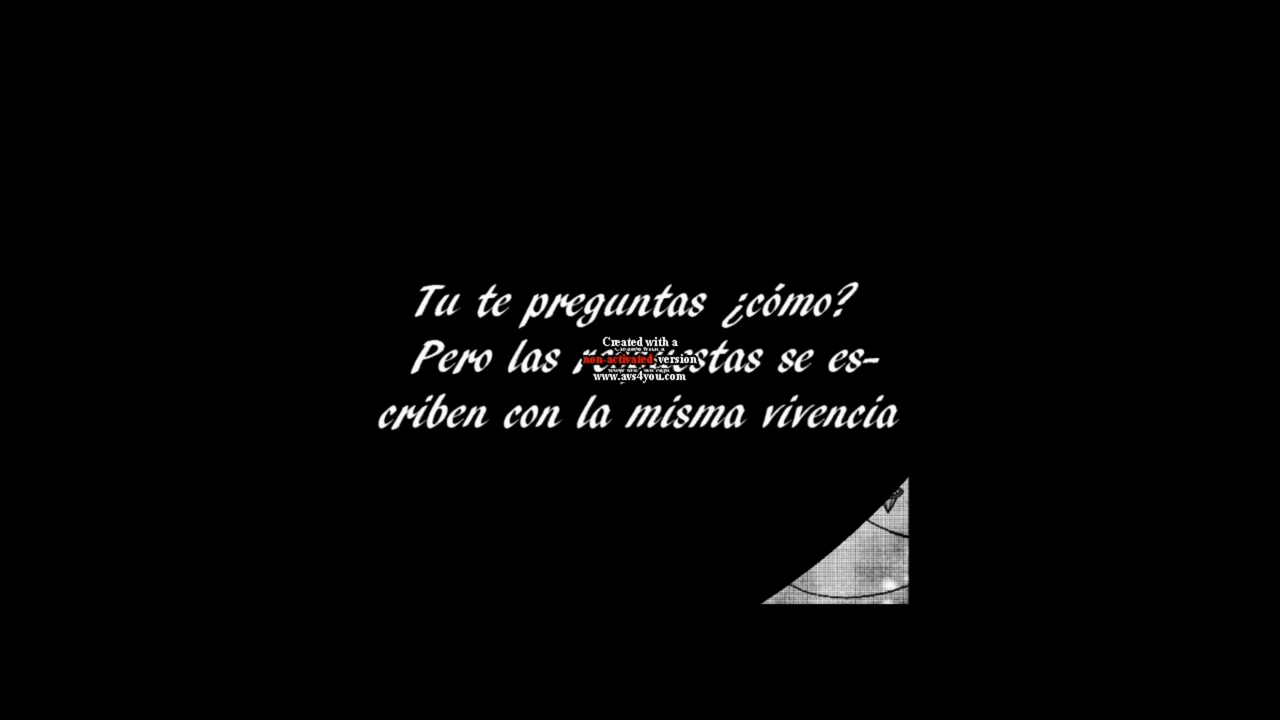 Tu te preguntas ¿cómo?
Pero las respuestas se es-
criben con la misma vivencia
Created with a
non-activated version
www.avs4you.com